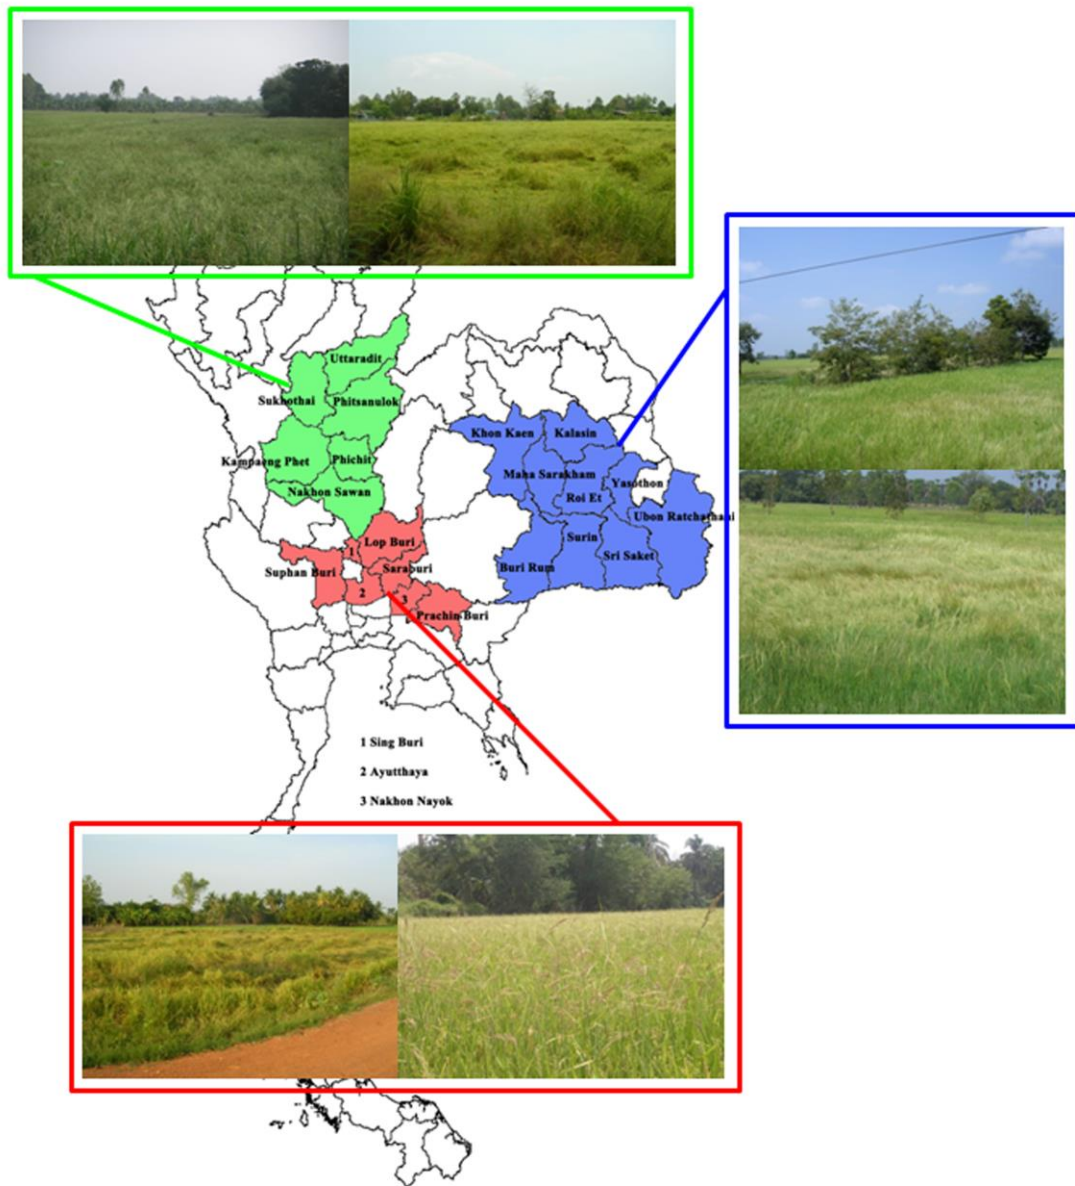 Uttaradit
Sukhothai
Phitsanulok
Kampaeng Phet
Phichit
Nakhon Sawan
Khon Kaen
Kalasin
Maha Sarakham
Yasothon
Roi Et
Ubon Ratchathani
Surin
Sri Saket
Buri Rum
Lop Buri
1
Suphan Buri
Saraburi
2
3
Prachin Buri
1 Sing Buri
2 Ayutthaya
3 Nakhon Nayok